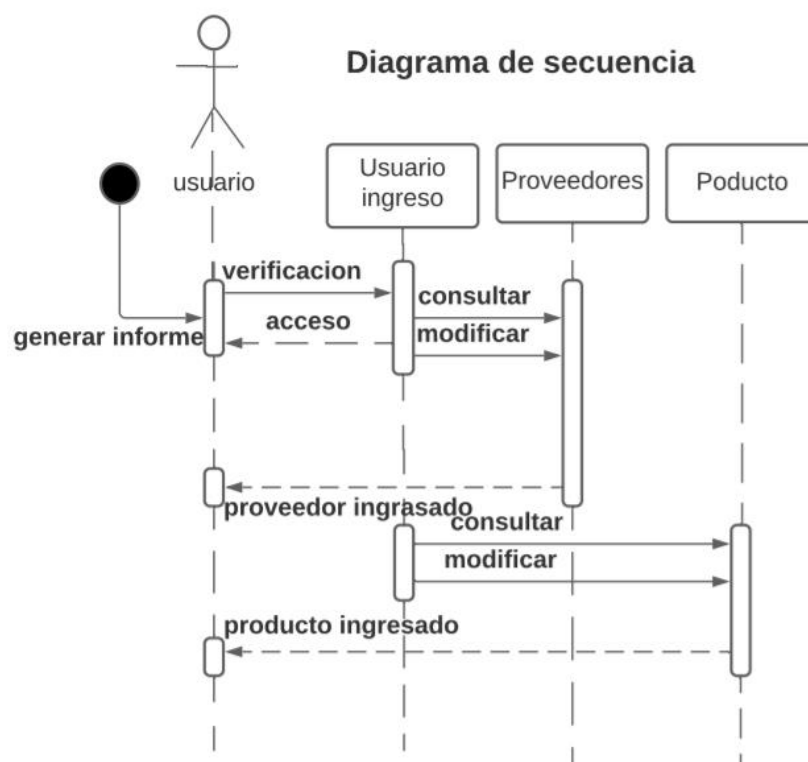 Diagrama de secuencia
usuario
Usuario
ingreso
Proveedores
Poducto
verificacion
consultar
acceso
modificar
generar informe
proveedor ingrasado
consultar
modificar
producto ingresado